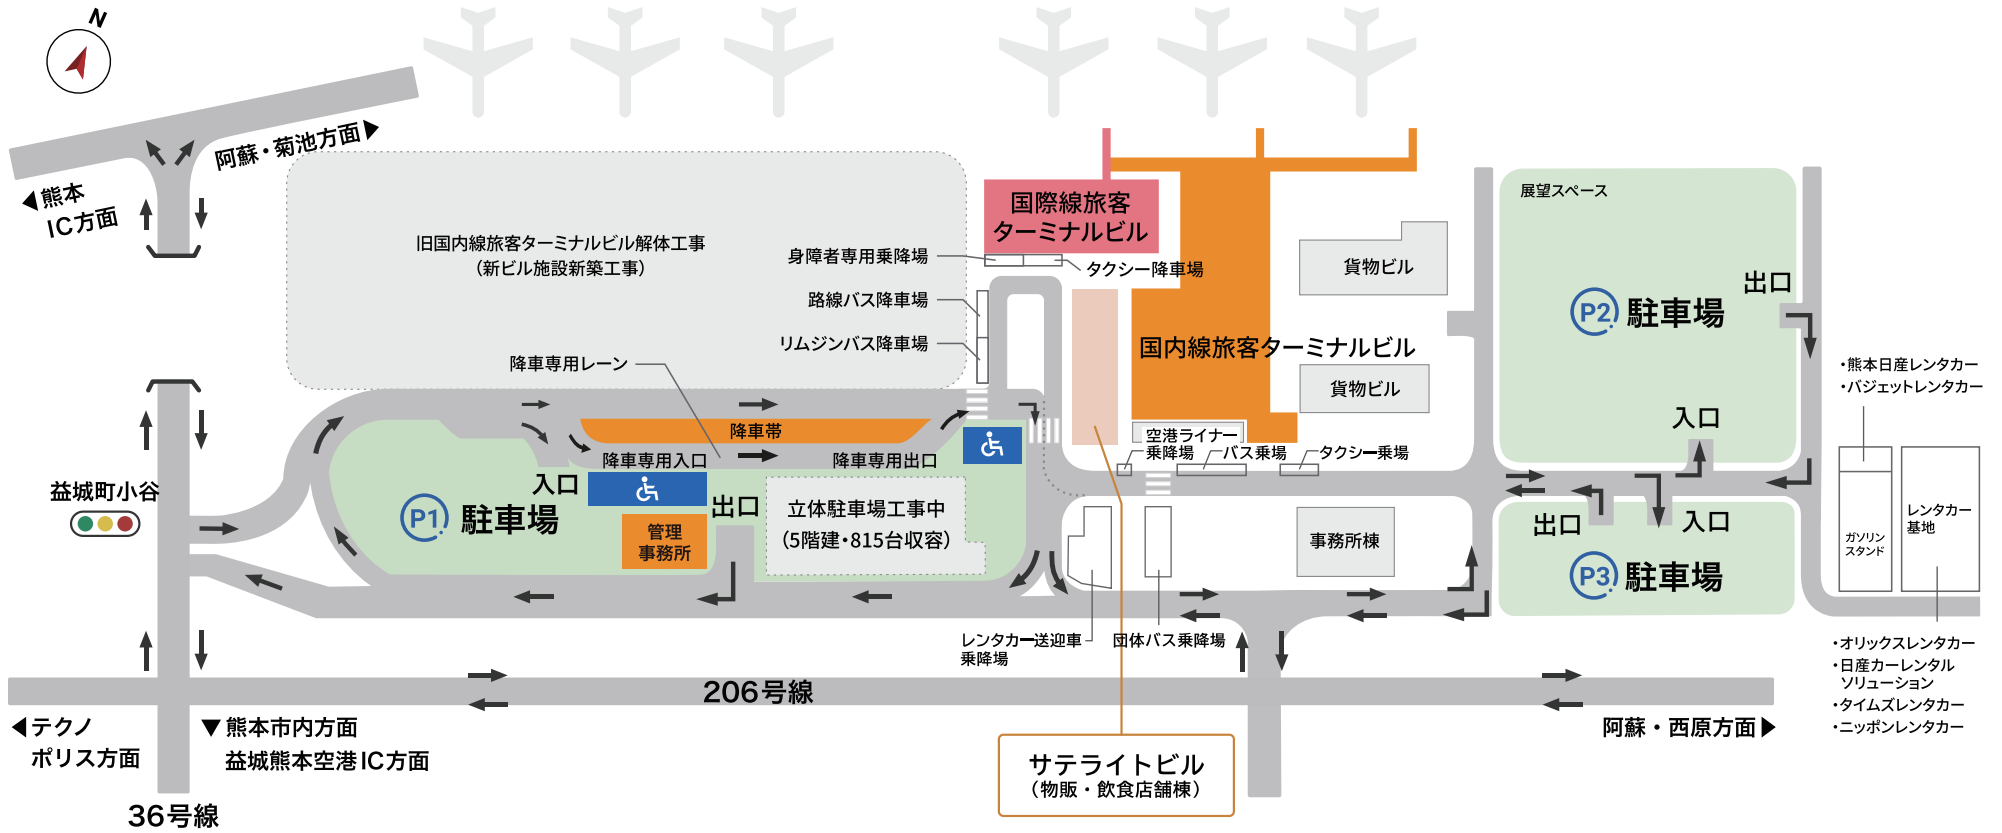 N
阿蘇・菊池方面▶
◀熊本
IC方面
旧国内線旅客ターミナルビル解体工事
（新ビル施設新築工事）
国際線旅客
ターミナルビル
身障者専用乗降場
タクシー降車場
路線バス降車場
リムジンバス降車場
降車専用レーン
貨物ビル
国内線旅客ターミナルビル
貨物ビル
展望スペース
出口
P2 駐車場
入口
・熊本日産レンタカー
・バジェットレンタカー
降車帯
降車専用入口
降車専用出口
空港ライナー
乗降場
バス乗場
タクシー乗場
益城町小谷
入口
P1 駐車場
出口
管理
事務所
立体駐車場工事中
（5階建・815台収容）
事務所棟
出口
入口
P3 駐車場
ガソリン
スタンド
レンタカー
基地
レンタカー送迎車
乗降場
団体バス乗降場
・オリックスレンタカー
・日産カーレンタル
ソリューション
・タイムズレンタカー
・ニッポンレンタカー
206号線
◀テクノ
ポリス方面
▼熊本市内方面
益城熊本空港IC方面
阿蘇・西原方面▶
サテライトビル
（物販・飲食店舗棟）
36号線